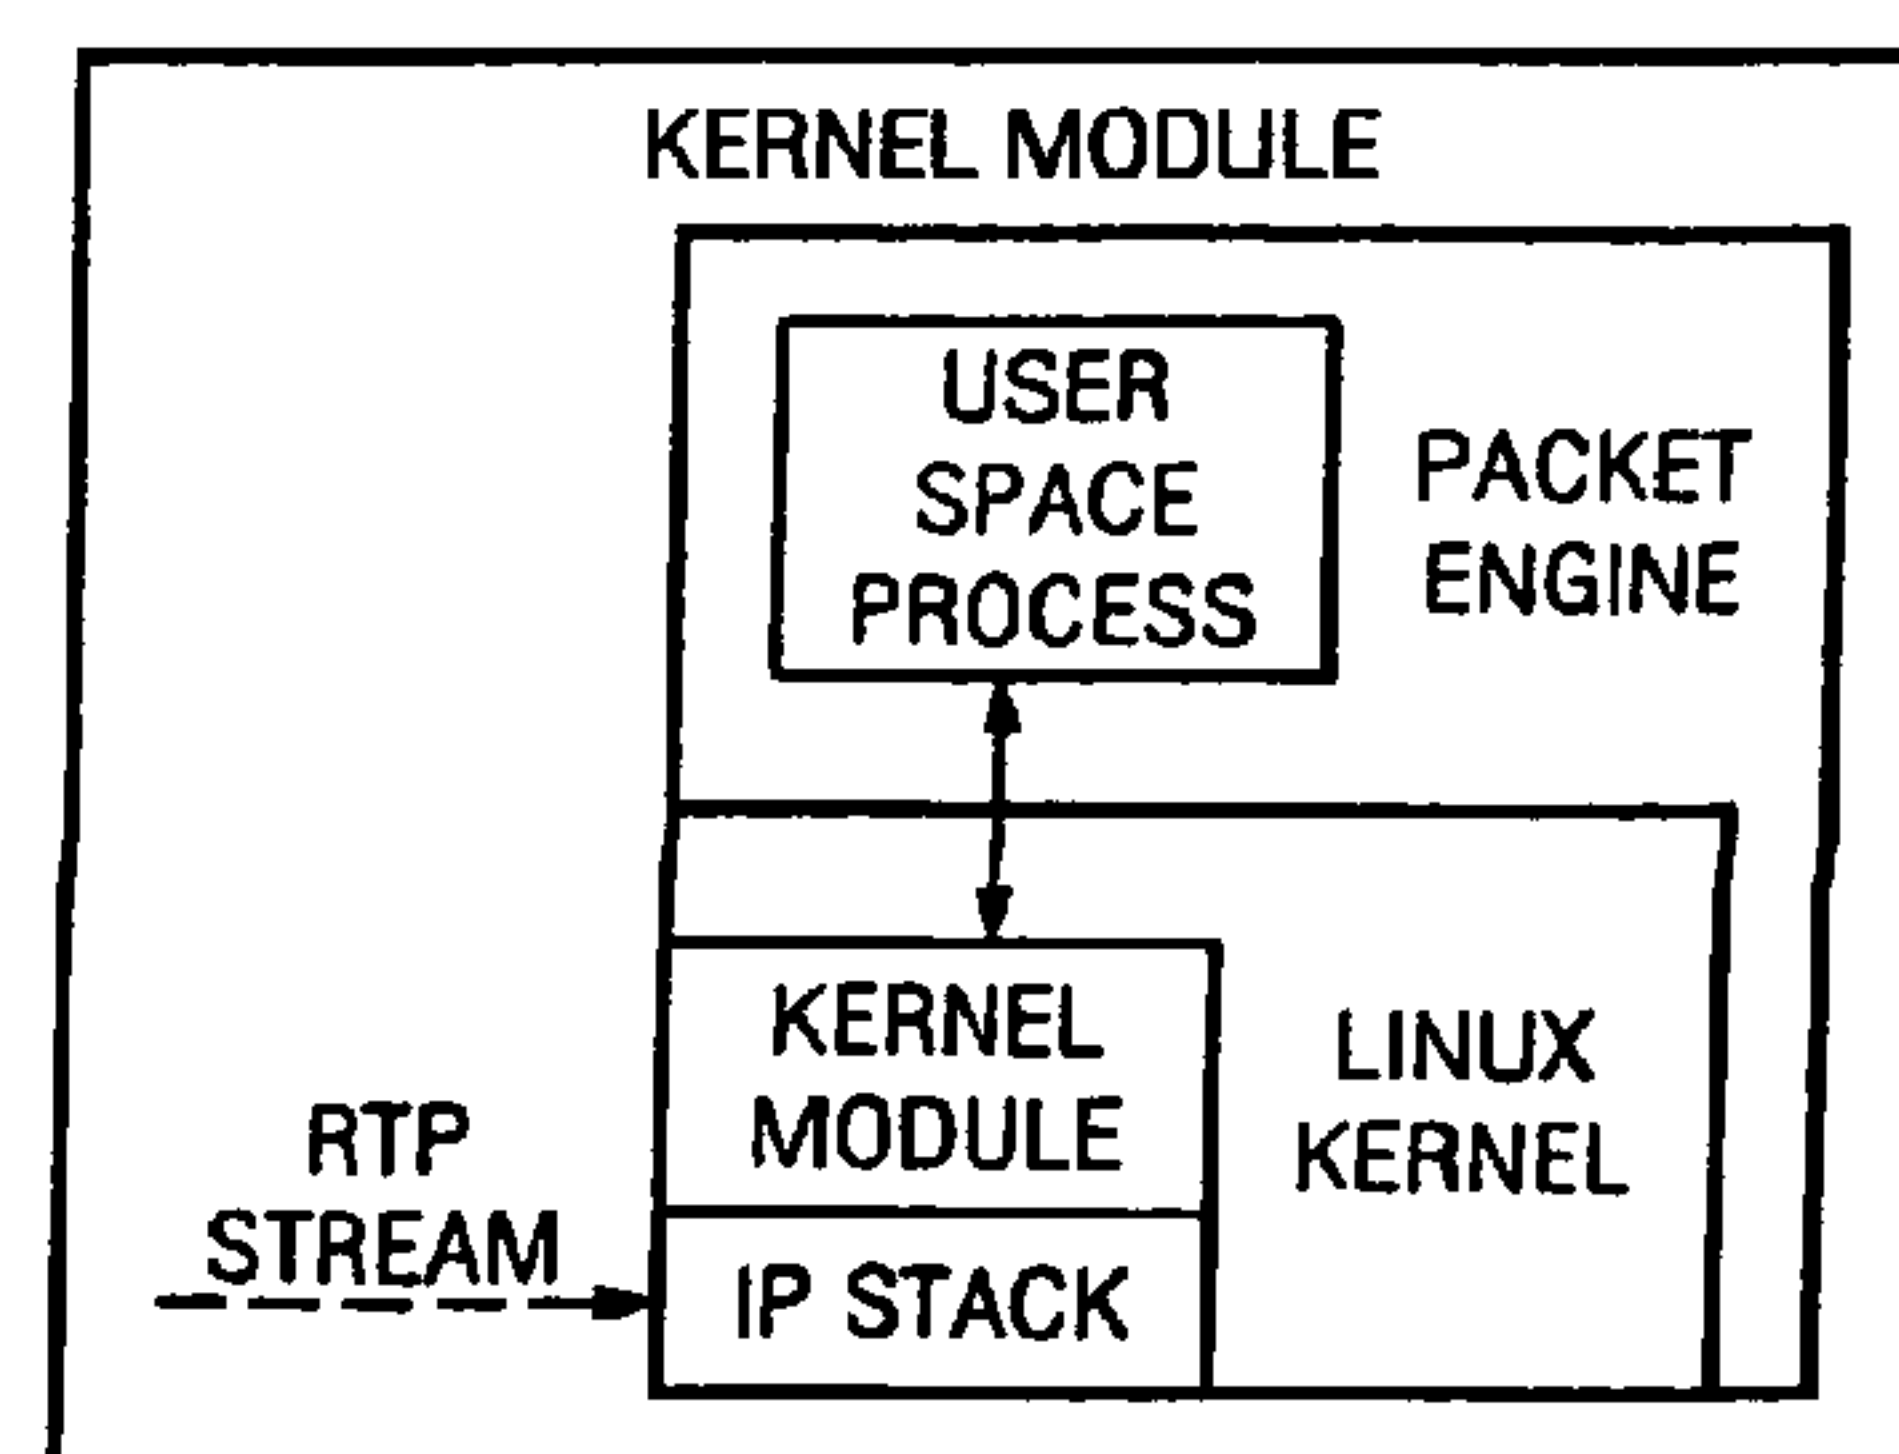 KERNEL MODULE
USER
SPACE
PROCESS
PACKET
ENGINE
KERNEL
MODULE
LINUX
KERNEL
RTP
STREAM
IP STACK